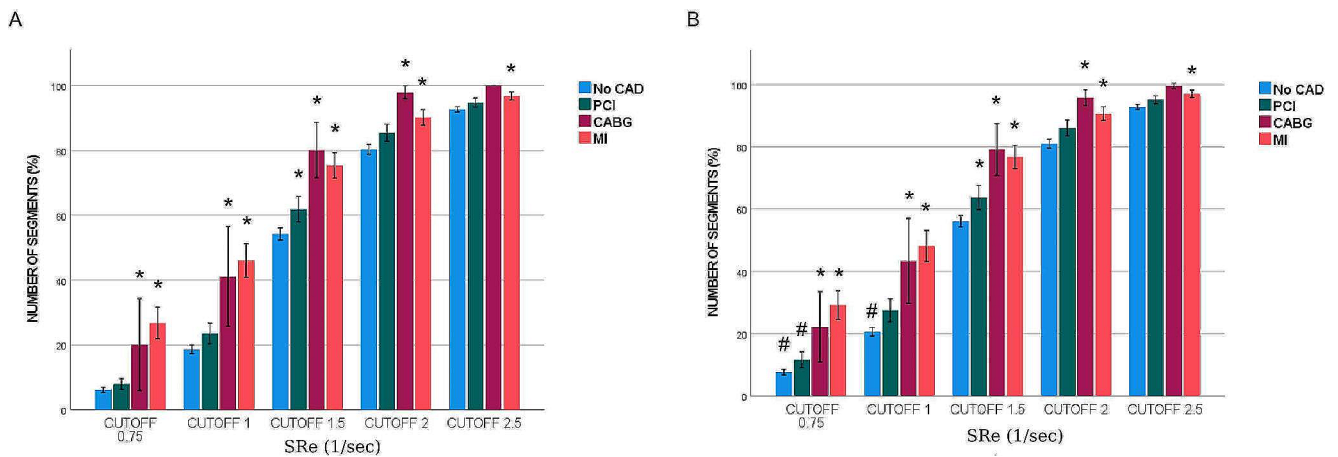 A
NUMBER OF SEGMENTS (%)
100
80
60
40
20
0
* * * * * * * * * *
CUTOFF 0.75 CUTOFF 1 CUTOFF 1.5 CUTOFF 2 CUTOFF 2.5
SRe (1/sec)
No CAD
PCI
CABG
MI
B
NUMBER OF SEGMENTS (%)
100
80
60
40
20
0
# # * * # * * * * * * * *
CUTOFF 0.75 CUTOFF 1 CUTOFF 1.5 CUTOFF 2 CUTOFF 2.5
SRe (1/sec)
No CAD
PCI
CABG
MI